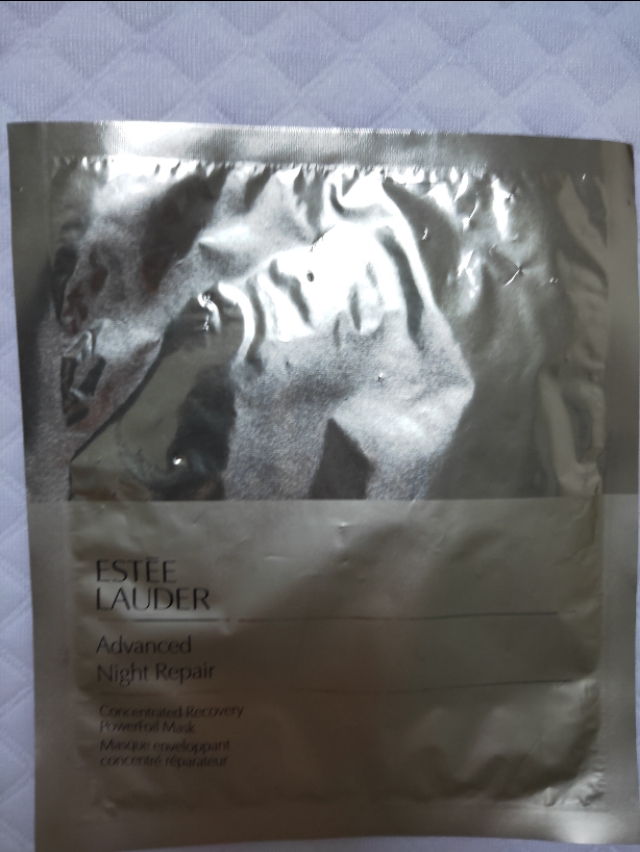 ESTĒE
LAUDER
Advanced
Night Repair
Concentrated Recovery
PowerFoil Mask
Masque enveloppant
concentré réparateur